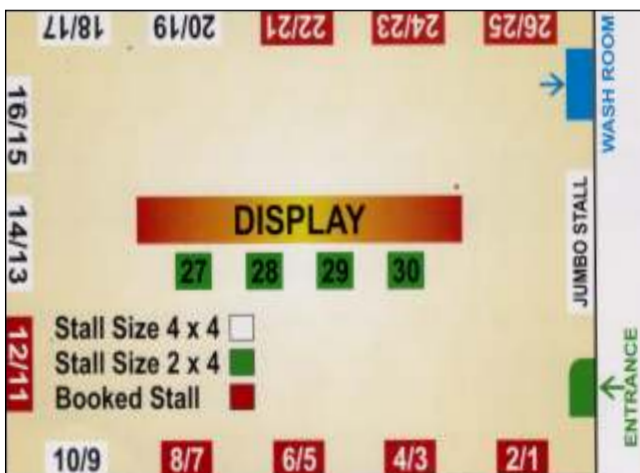 18/17
20/19
22/21
24/23
26/25
WASH ROOM
16/15
14/13
12/11
DISPLAY
27 28 29 30
JUMBO STALL
Stall Size 4 x 4
Stall Size 2 x 4
Booked Stall
ENTRANCE
10/9
8/7
6/5
4/3
2/1